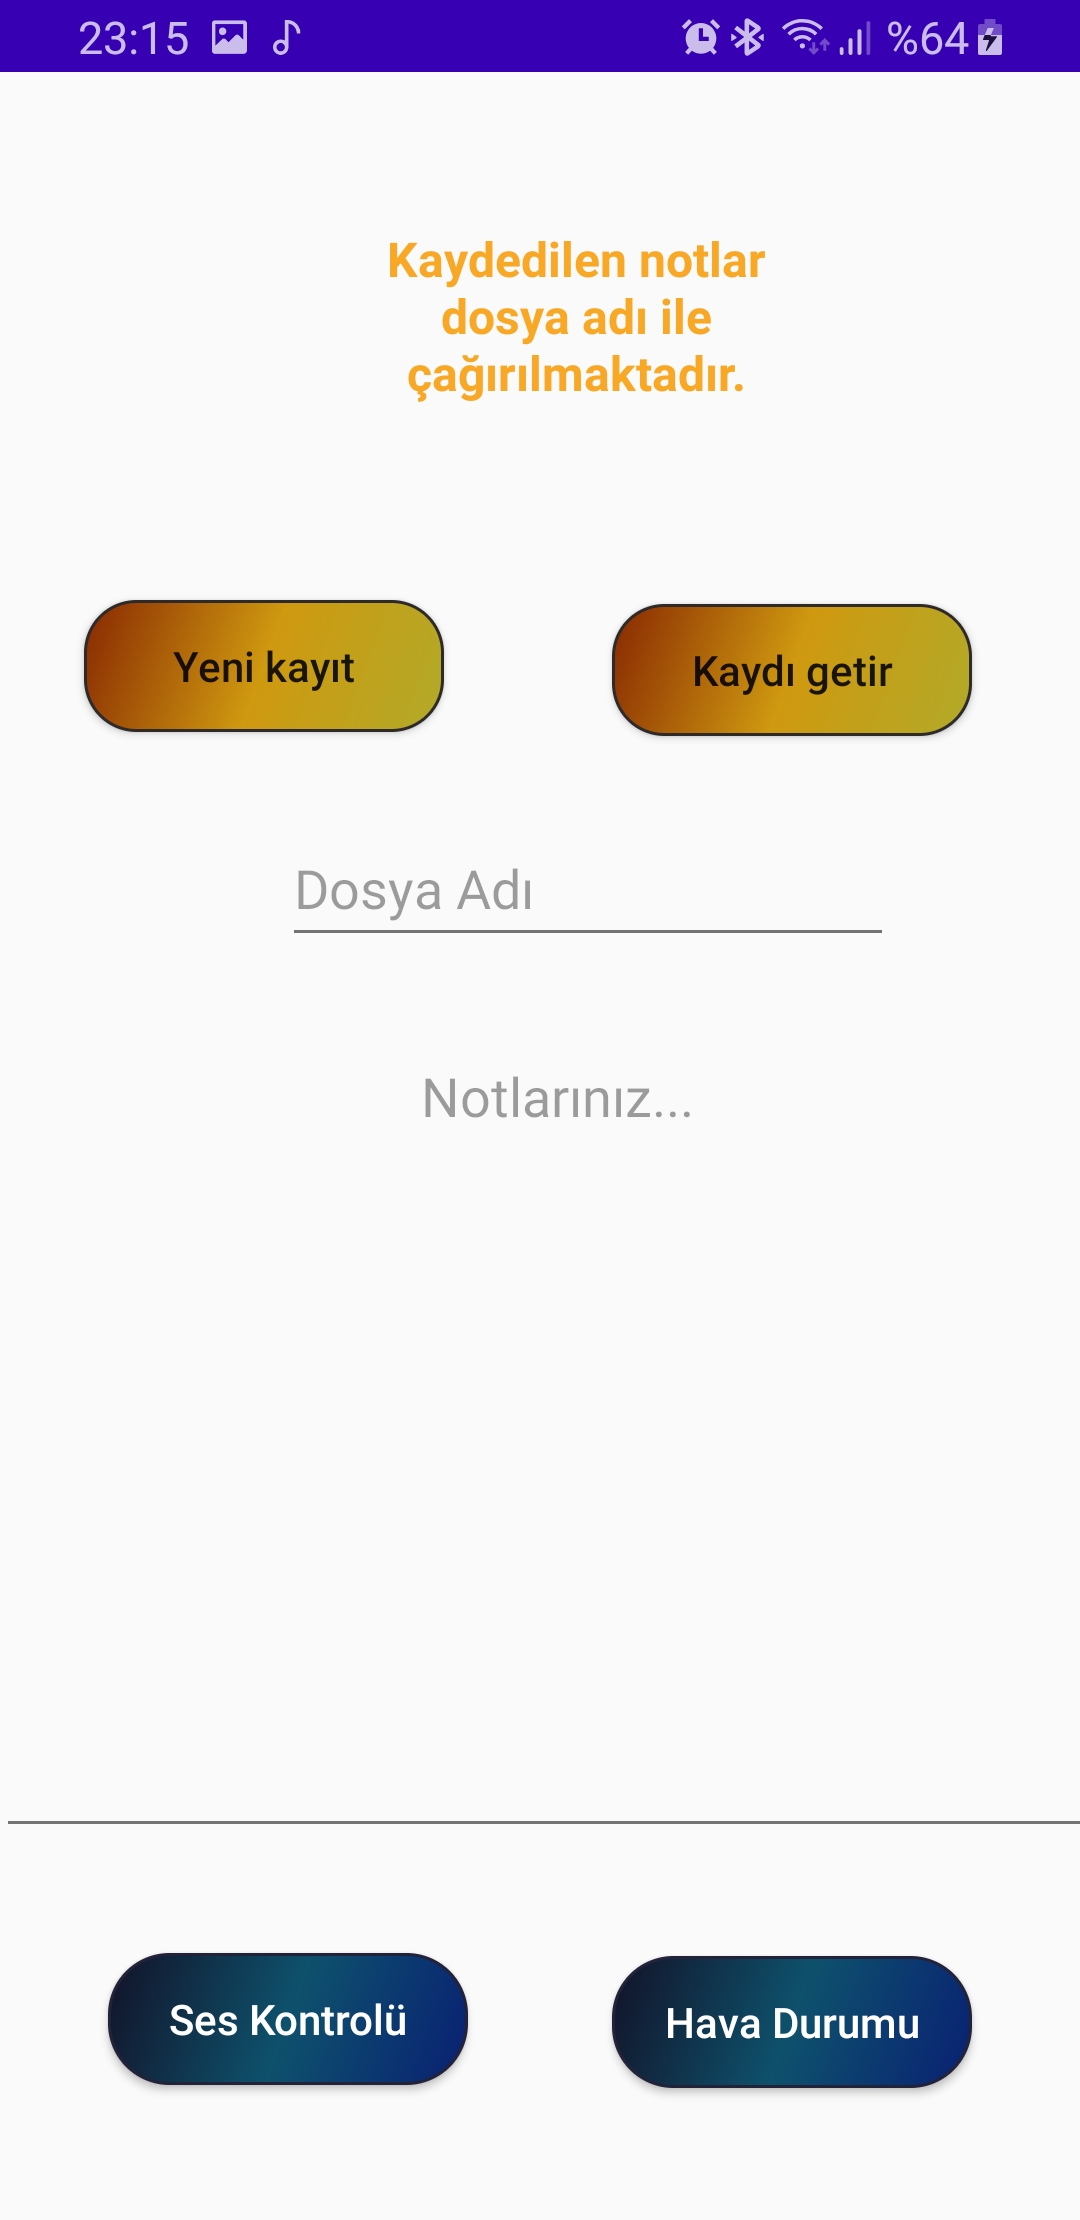 23:15 %64
Kaydedilen notlar
dosya adı ile
çağırılmaktadır.
Yeni kayıt
Kaydı getir
Dosya Adı
Notlarınız...
Ses Kontrolü
Hava Durumu